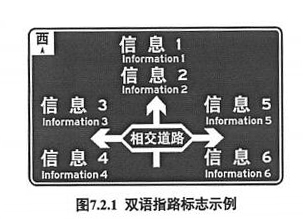 西
信息 1
Information 1
信息 2
Information 2
信息 3
Information 3
信息 5
Information 5
相交道路
信息 4
Information 4
信息 6
Information 6
图7.2.1 双语指路标志示例